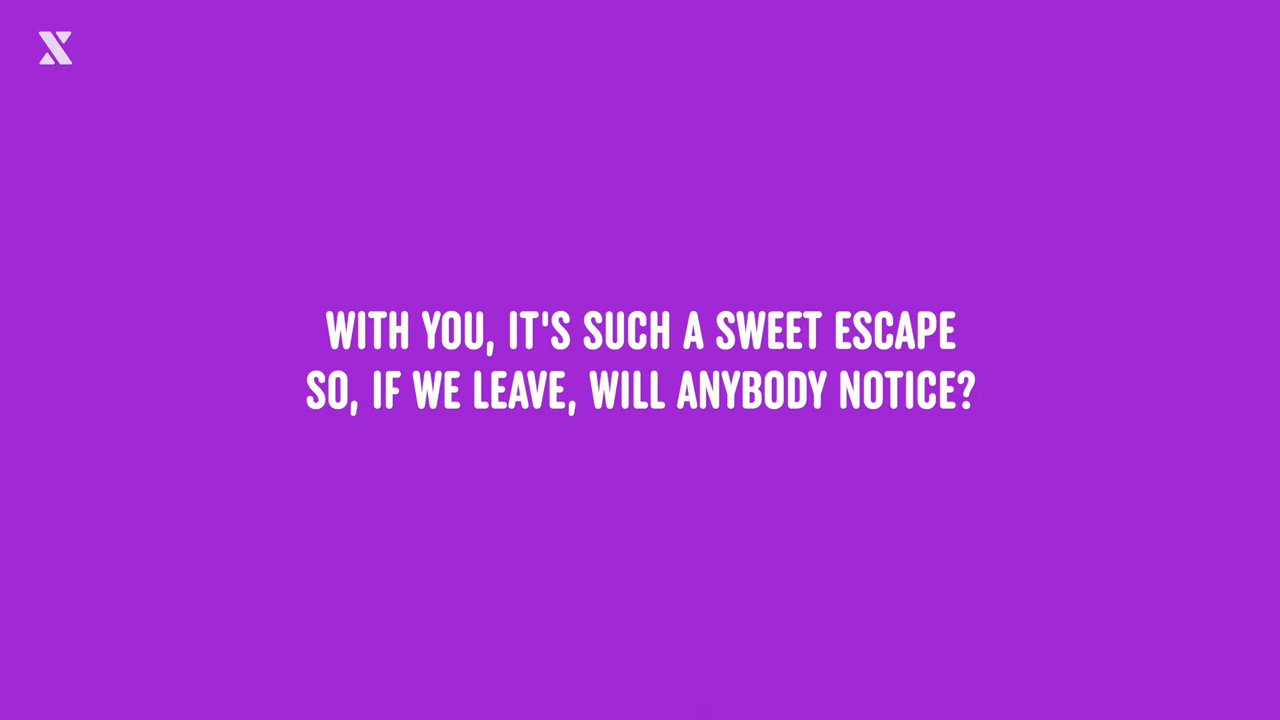 WITH YOU, IT'S SUCH A SWEET ESCAPE
SO, IF WE LEAVE, WILL ANYBODY NOTICE?